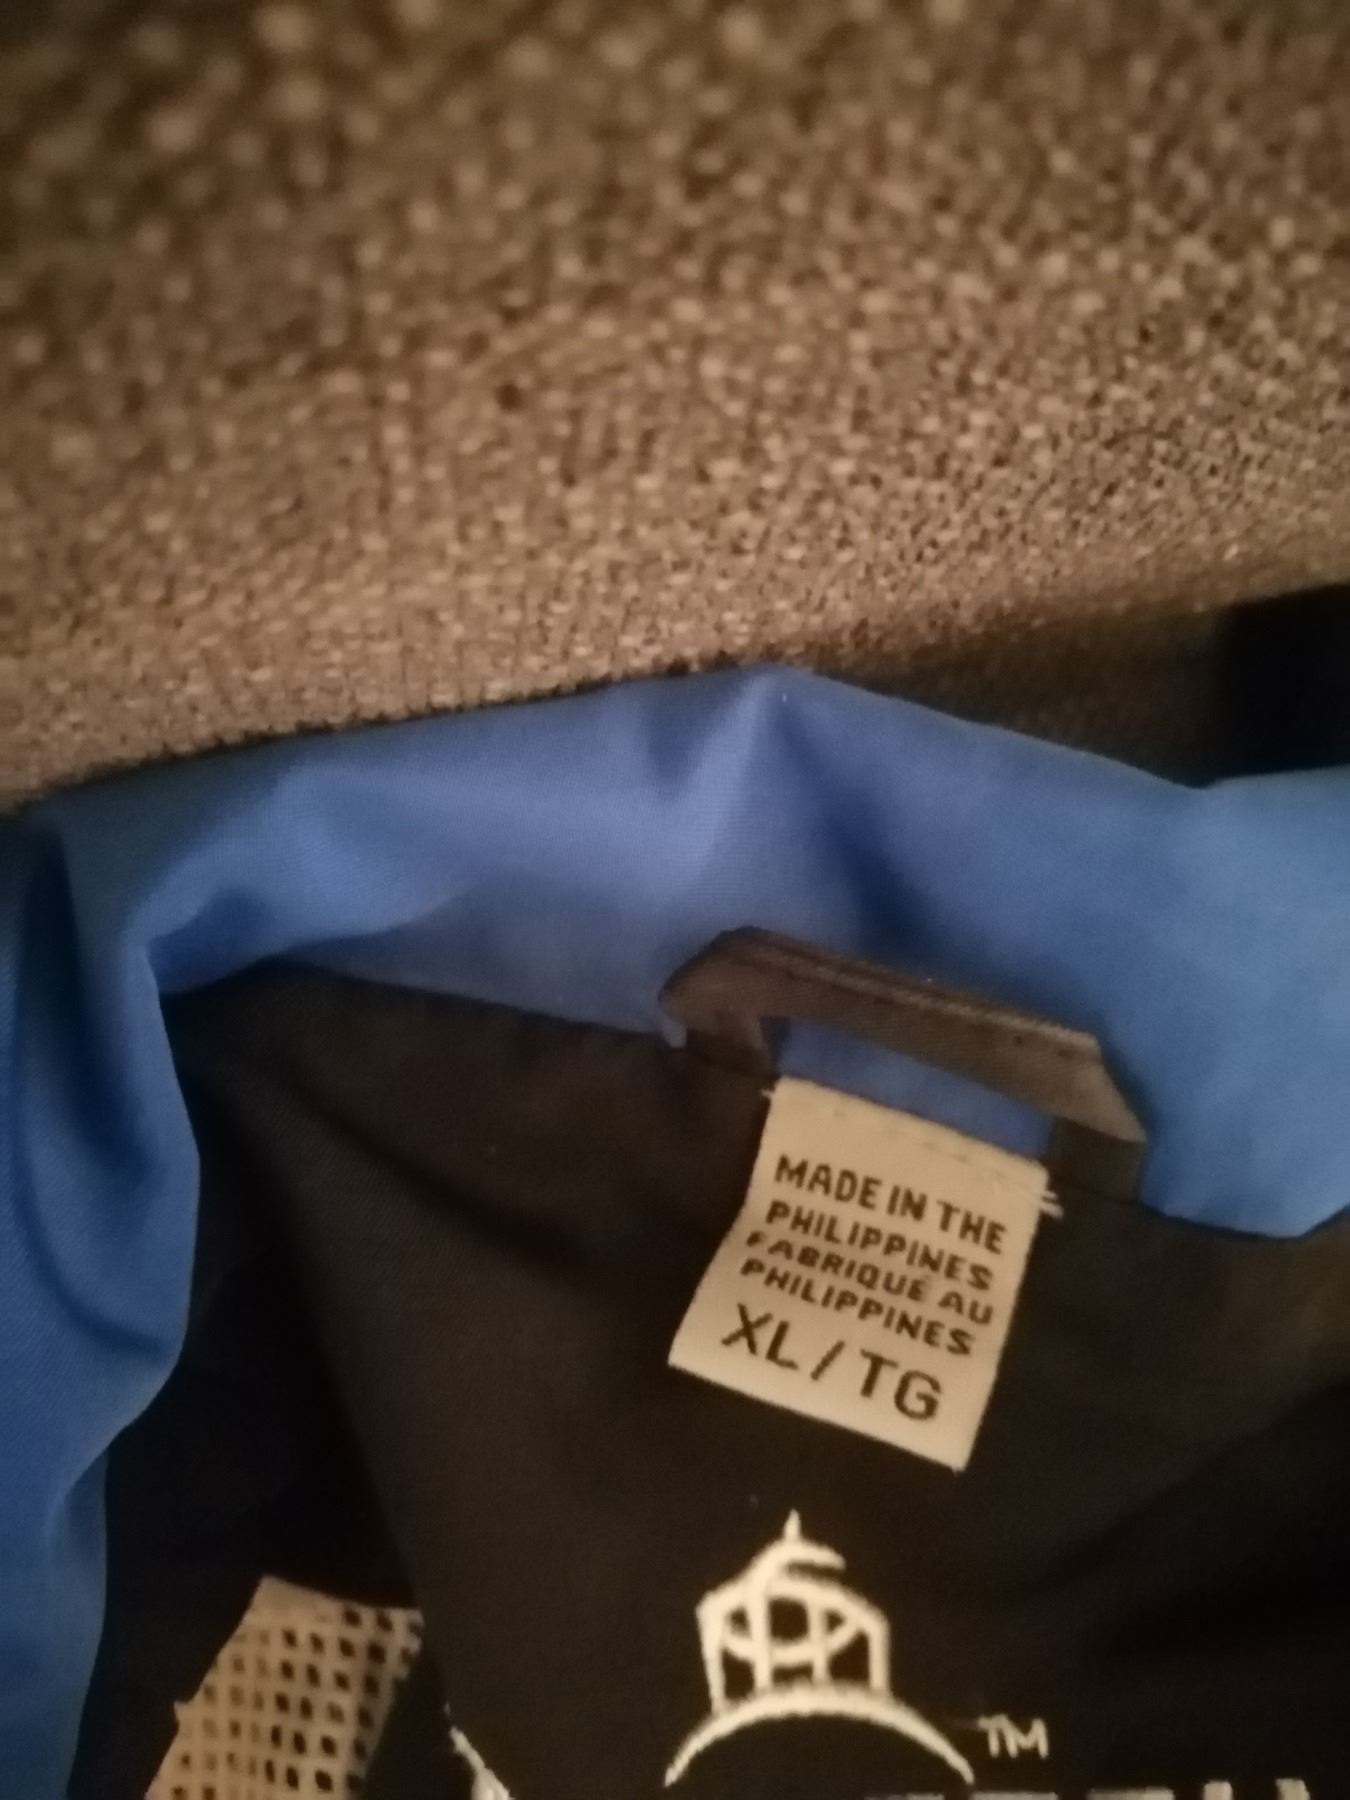 MADE IN THE
PHILIPPINES
FABRIQUÉ AU
PHILIPPINES
XL / TG
TM